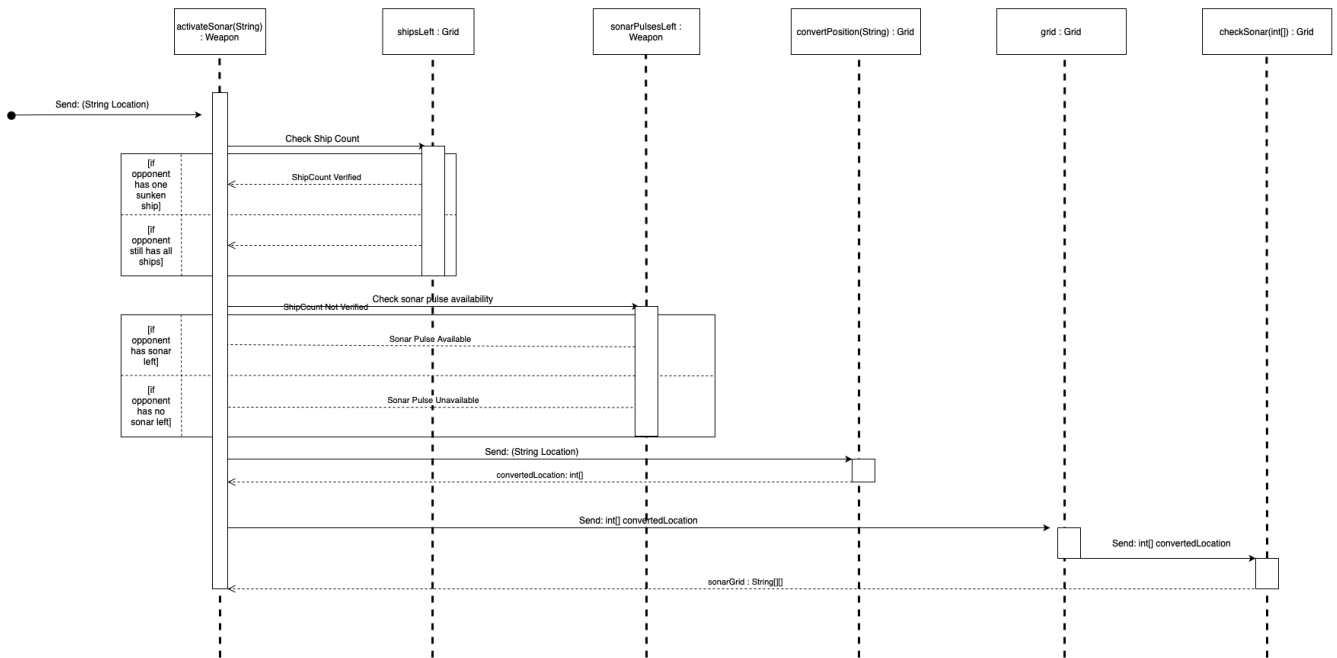 activateSonar(String)
: Weapon
shipsLeft : Grid
sonarPulsesLeft :
Weapon
convertPosition(String) : Grid
grid : Grid
checkSonar(int[]) : Grid
Send: (String Location)
Check Ship Count
[if
opponent
has one
sunken
ship]
ShipCount Verified
[if
opponent
still has all
ships]
Check sonar pulse availability
ShipCount Not Verified
[if
opponent
has sonar
left]
Sonar Pulse Available
[if
opponent
has no
sonar left]
Sonar Pulse Unavailable
Send: (String Location)
convertedLocation: int[]
Send: int[] convertedLocation
Send: int[] convertedLocation
sonarGrid : String[][]